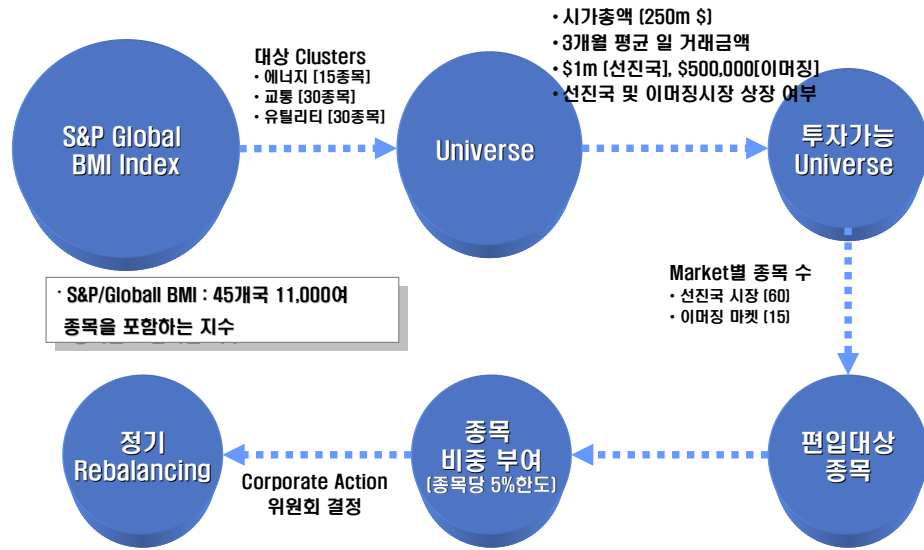 • 시가총액 (250m $)
• 3개월 평균 일 거래금액
• $1m (선진국), $500,000[이머징]
• 선진국 및 이머징시장 상장 여부
대상 Clusters
• 에너지 [15종목]
• 교통 [30종목]
• 유틸리티 [30종목]
S&P Global
BMI Index
Universe
투자가능
Universe
· S&P/Globall BMI : 45개국 11,000여
종목을 포함하는 지수
Market별 종목 수
• 선진국 시장 (60)
• 이머징 마켓 (15)
정기
Rebalancing
Corporate Action
위원회 결정
종목
비중 부여
(종목당 5%한도)
편입대상
종목